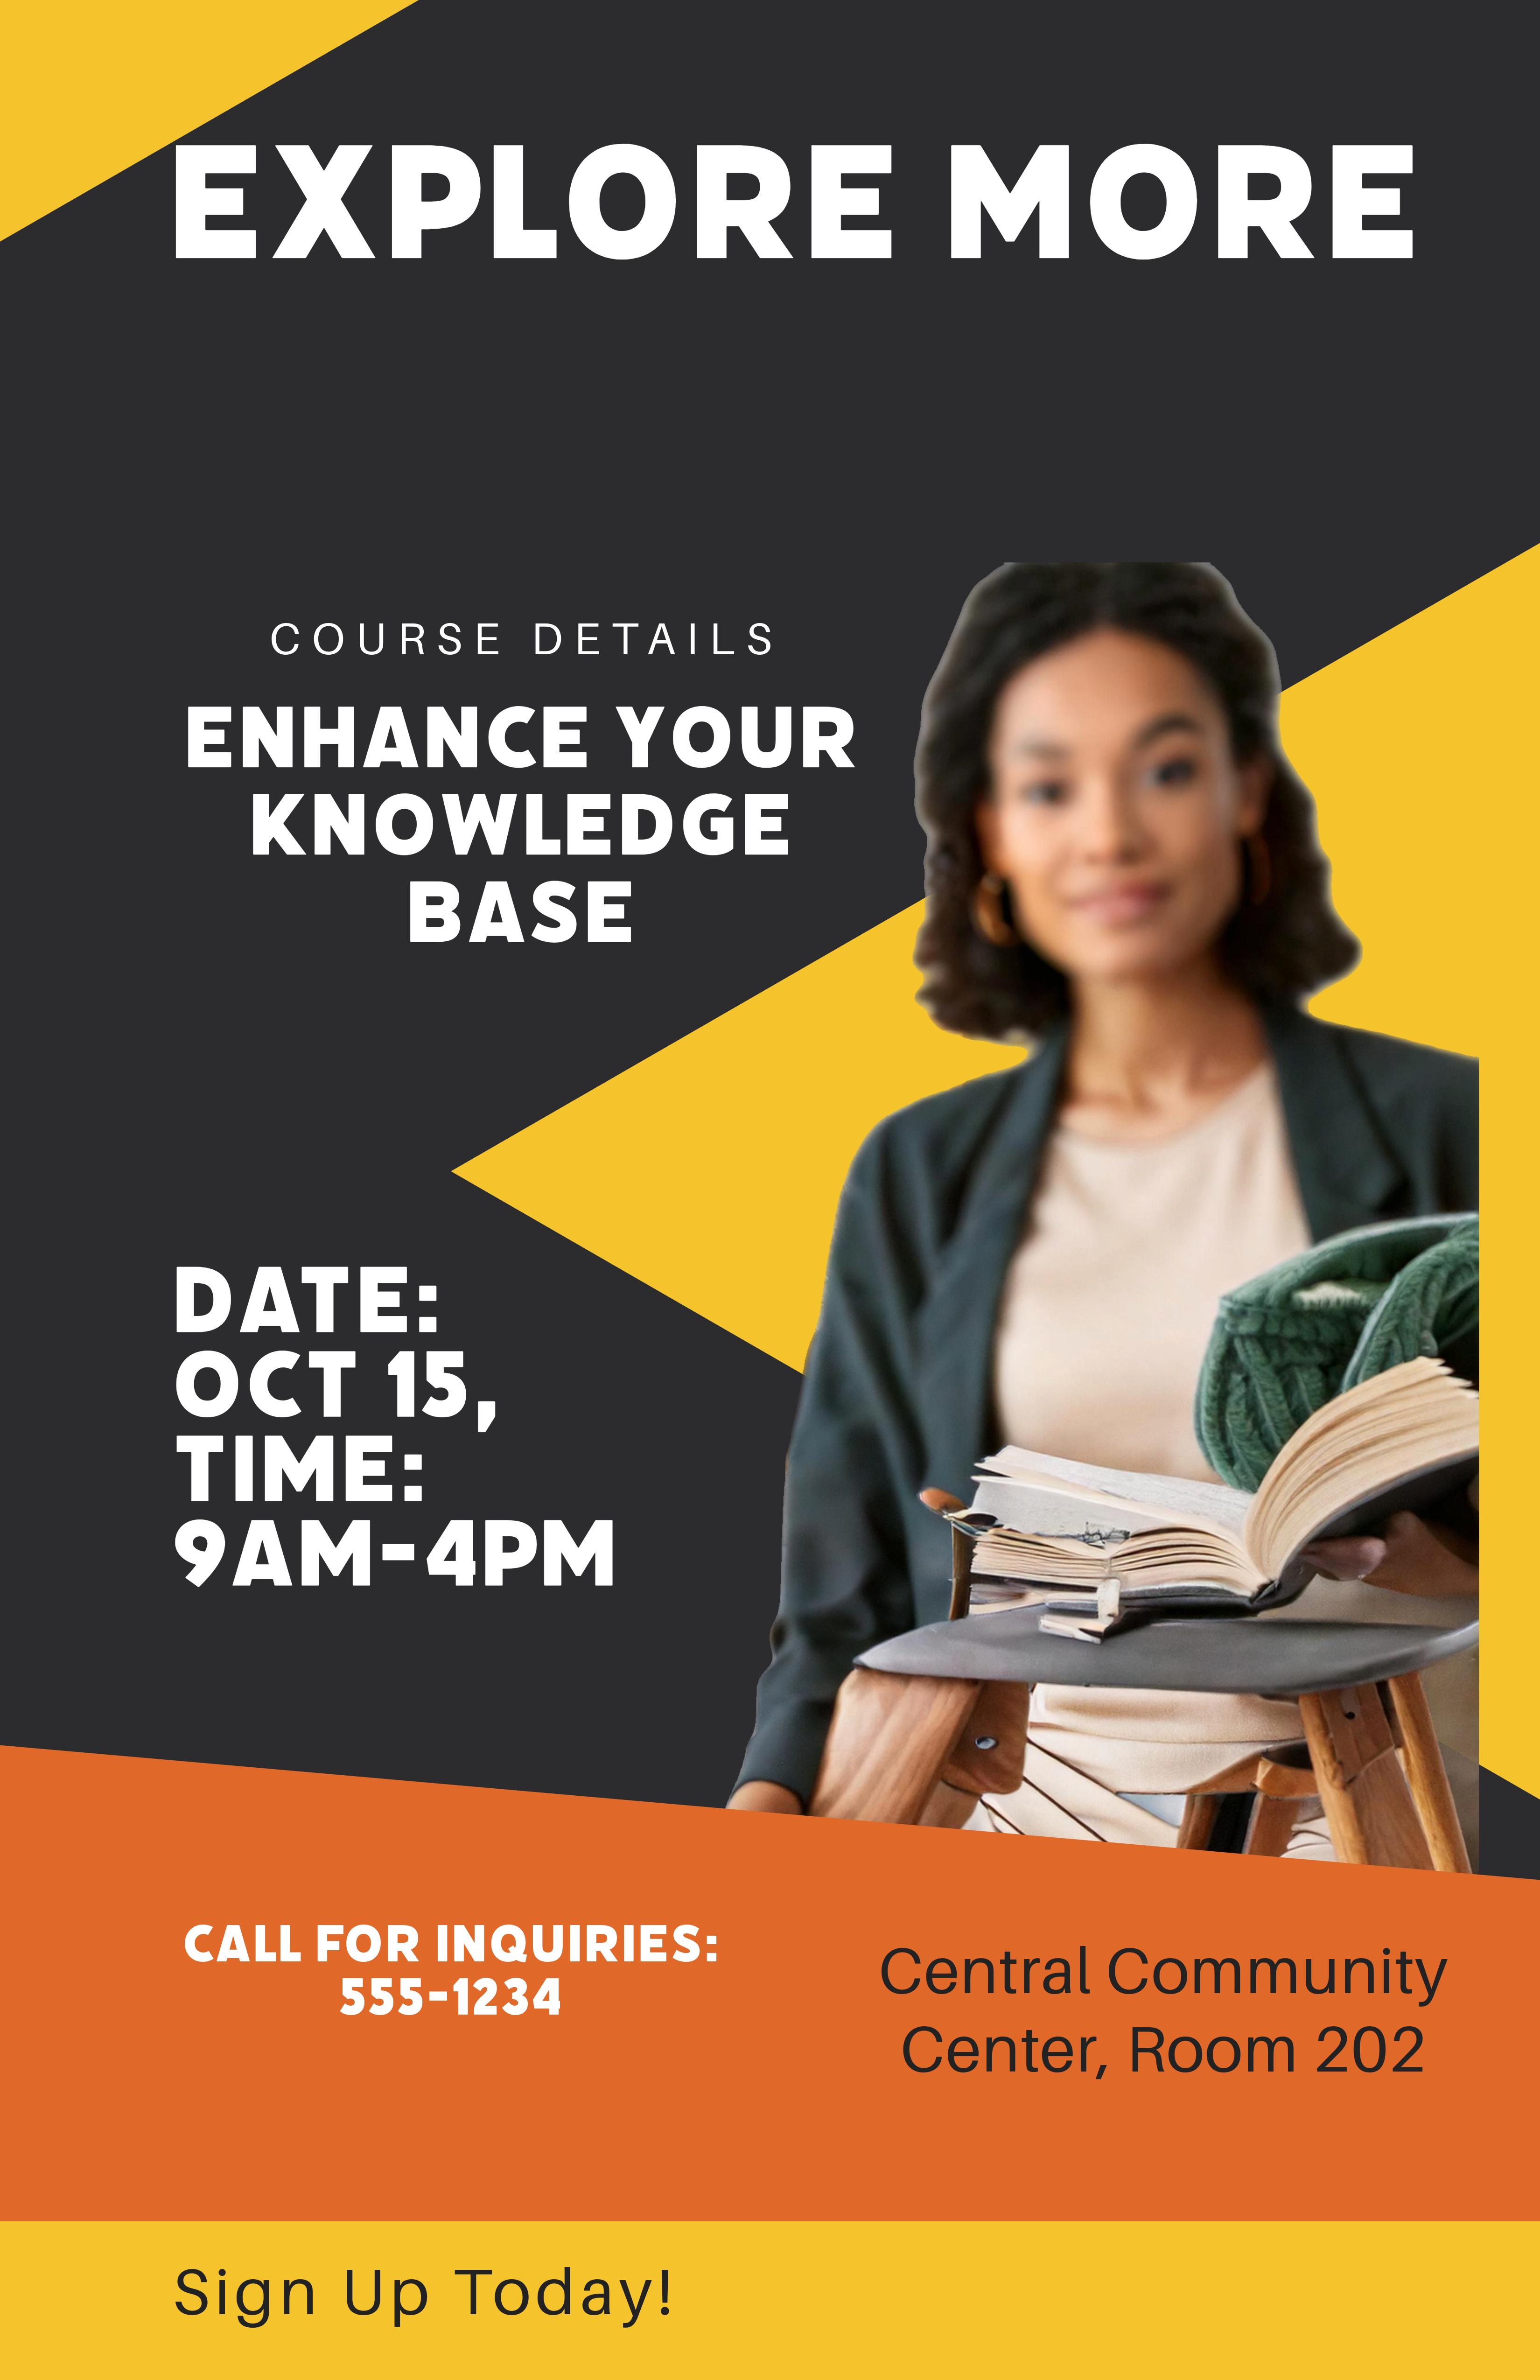 EXPLORE MORE
COURSE DETAILS
ENHANCE YOUR
KNOWLEDGE
BASE
DATE:
OCT 15,
TIME:
9AM-4PM
CALL FOR INQUIRIES:
555-1234
Central Community
Center, Room 202
Sign Up Today!